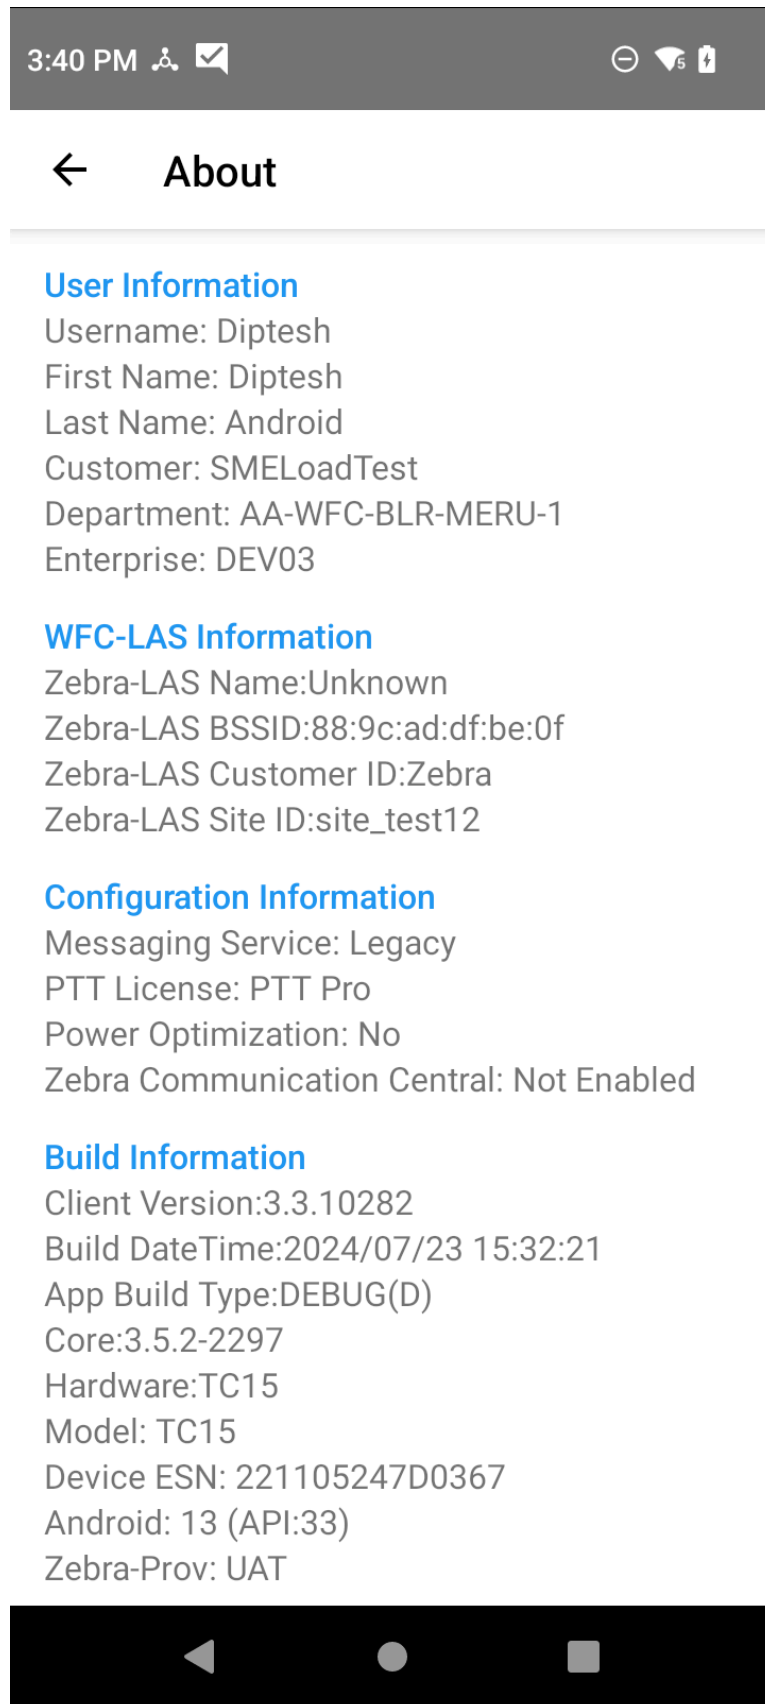 3:40 PM
5
About
User Information
Username: Diptesh
First Name: Diptesh
Last Name: Android
Customer: SMELoadTest
Department: AA-WFC-BLR-MERU-1
Enterprise: DEV03
WFC-LAS Information
Zebra-LAS Name:Unknown
Zebra-LAS BSSID:88:9c:ad:df:be:0f
Zebra-LAS Customer ID:Zebra
Zebra-LAS Site ID:site_test12
Configuration Information
Messaging Service: Legacy
PTT License: PTT Pro
Power Optimization: No
Zebra Communication Central: Not Enabled
Build Information
Client Version:3.3.10282
Build DateTime:2024/07/23 15:32:21
App Build Type:DEBUG(D)
Core:3.5.2-2297
Hardware:TC15
Model: TC15
Device ESN: 221105247D0367
Android: 13 (API:33)
Zebra-Prov: UAT